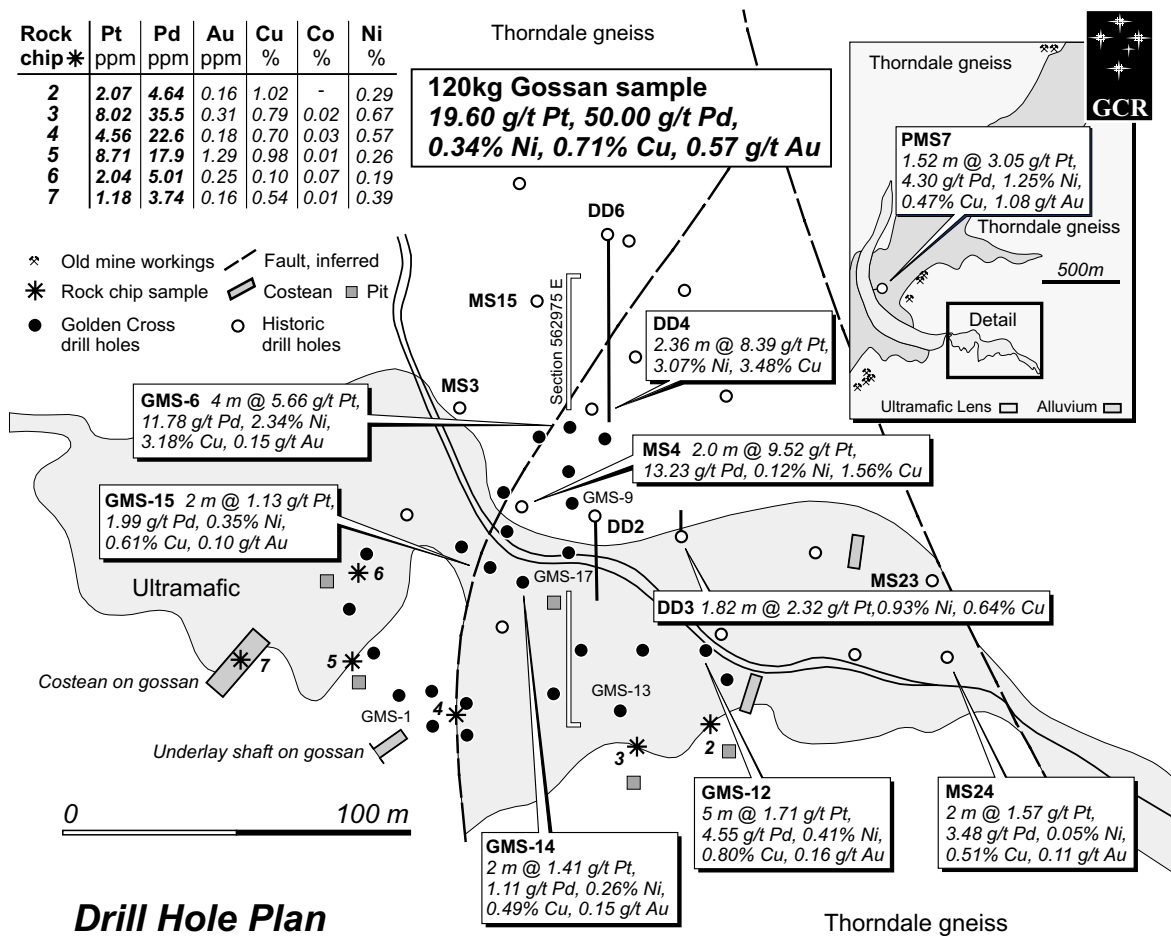 Rock Pt Pd Au Cu Co Ni
chip ✳ ppm ppm ppm % % %
2 2.07 4.64 0.16 1.02 - 0.29
3 8.02 35.5 0.31 0.79 0.02 0.67
4 4.56 22.6 0.18 0.70 0.03 0.57
5 8.71 17.9 1.29 0.98 0.01 0.26
6 2.04 5.01 0.25 0.10 0.07 0.19
7 1.18 3.74 0.16 0.54 0.01 0.39
Thorndale gneiss
120kg Gossan sample
19.60 g/t Pt, 50.00 g/t Pd,
0.34% Ni, 0.71% Cu, 0.57 g/t Au
GCR
Thorndale gneiss
PMS7
1.52 m @ 3.05 g/t Pt,
4.30 g/t Pd, 1.25% Ni,
0.47% Cu, 1.08 g/t Au
Thorndale gneiss
500m
Detail
Ultramafic Lens
Alluvium
Old mine workings
Fault, inferred
Rock chip sample
Costean
Pit
Golden Cross
drill holes
Historic
drill holes
DD6
MS15
Section 562975 E
DD4
2.36 m @ 8.39 g/t Pt,
3.07% Ni, 3.48% Cu
MS3
GMS-6 4 m @ 5.66 g/t Pt,
11.78 g/t Pd, 2.34% Ni,
3.18% Cu, 0.15 g/t Au
MS4 2.0 m @ 9.52 g/t Pt,
13.23 g/t Pd, 0.12% Ni, 1.56% Cu
GMS-15 2 m @ 1.13 g/t Pt,
1.99 g/t Pd, 0.35% Ni,
0.61% Cu, 0.10 g/t Au
GMS-9
DD2
Ultramafic
6
GMS-17
MS23
DD3 1.82 m @ 2.32 g/t Pt,0.93% Ni, 0.64% Cu
7
5
Costean on gossan
GMS-13
GMS-1
4
Underlay shaft on gossan
3
2
0 100 m
GMS-12
5 m @ 1.71 g/t Pt,
4.55 g/t Pd, 0.41% Ni,
0.80% Cu, 0.16 g/t Au
MS24
2 m @ 1.57 g/t Pt,
3.48 g/t Pd, 0.05% Ni,
0.51% Cu, 0.11 g/t Au
GMS-14
2 m @ 1.41 g/t Pt,
1.11 g/t Pd, 0.26% Ni,
0.49% Cu, 0.15 g/t Au
Drill Hole Plan
Thorndale gneiss